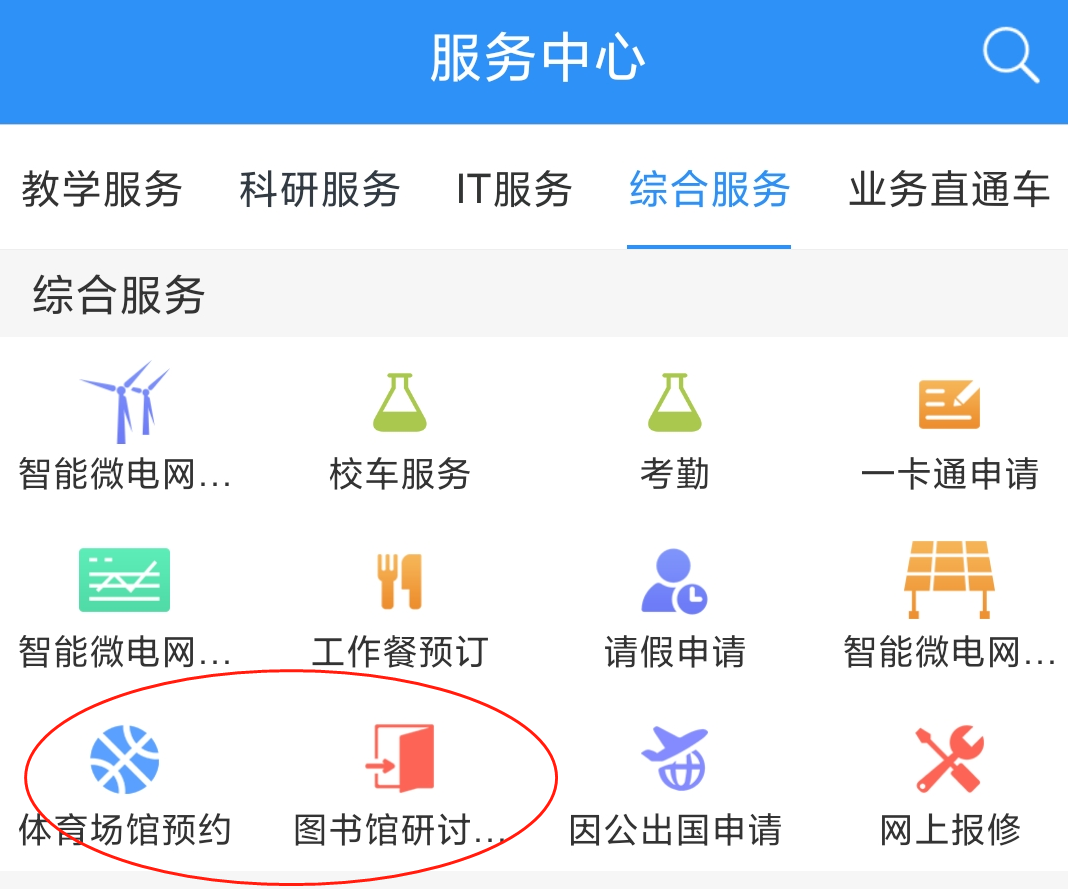 服务中心
教学服务 科研服务 IT服务 综合服务 业务直通车
综合服务
智能微电网... 校车服务 考勤 一卡通申请
智能微电网... 工作餐预订 请假申请 智能微电网...
体育场馆预约 图书馆研讨... 因公出国申请 网上报修